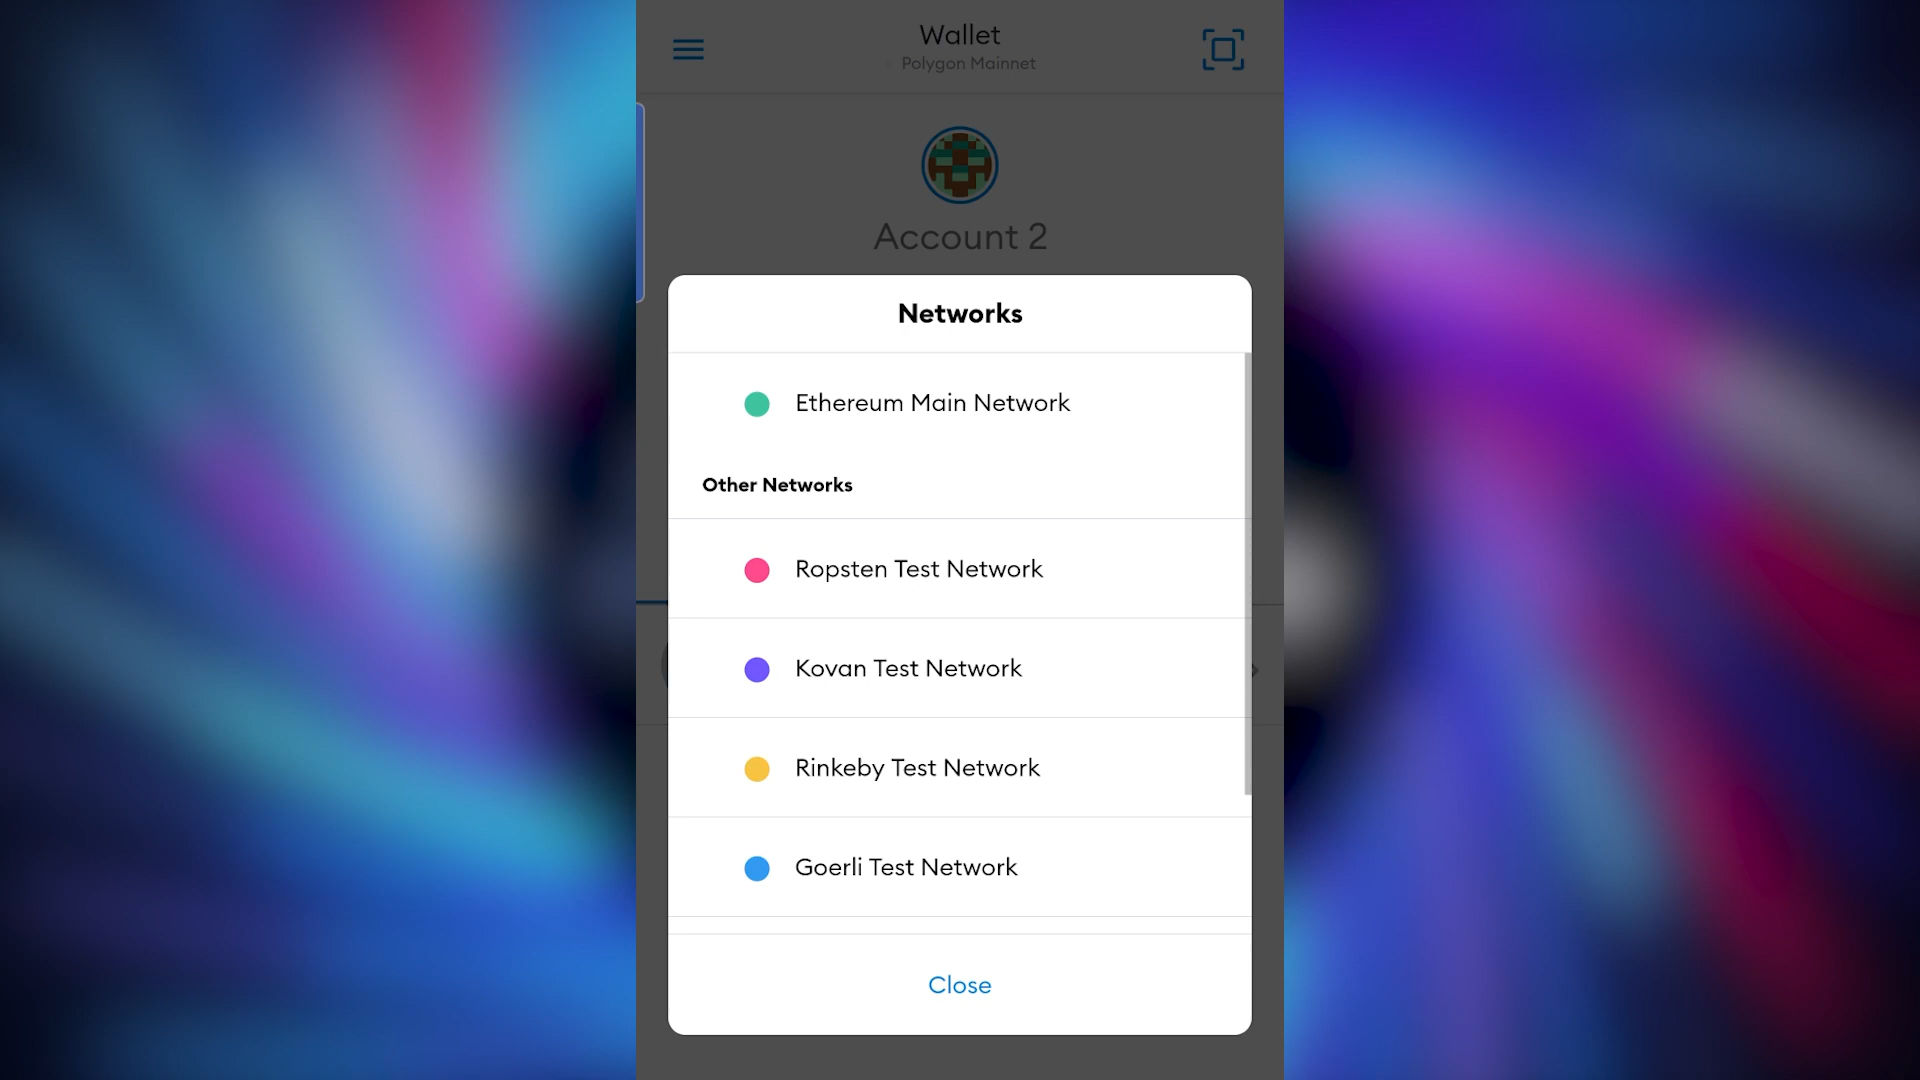 Wallet
Polygon Mainnet
Account 2
Networks
Ethereum Main Network
Other Networks
Ropsten Test Network
Kovan Test Network
Rinkeby Test Network
Goerli Test Network
Close